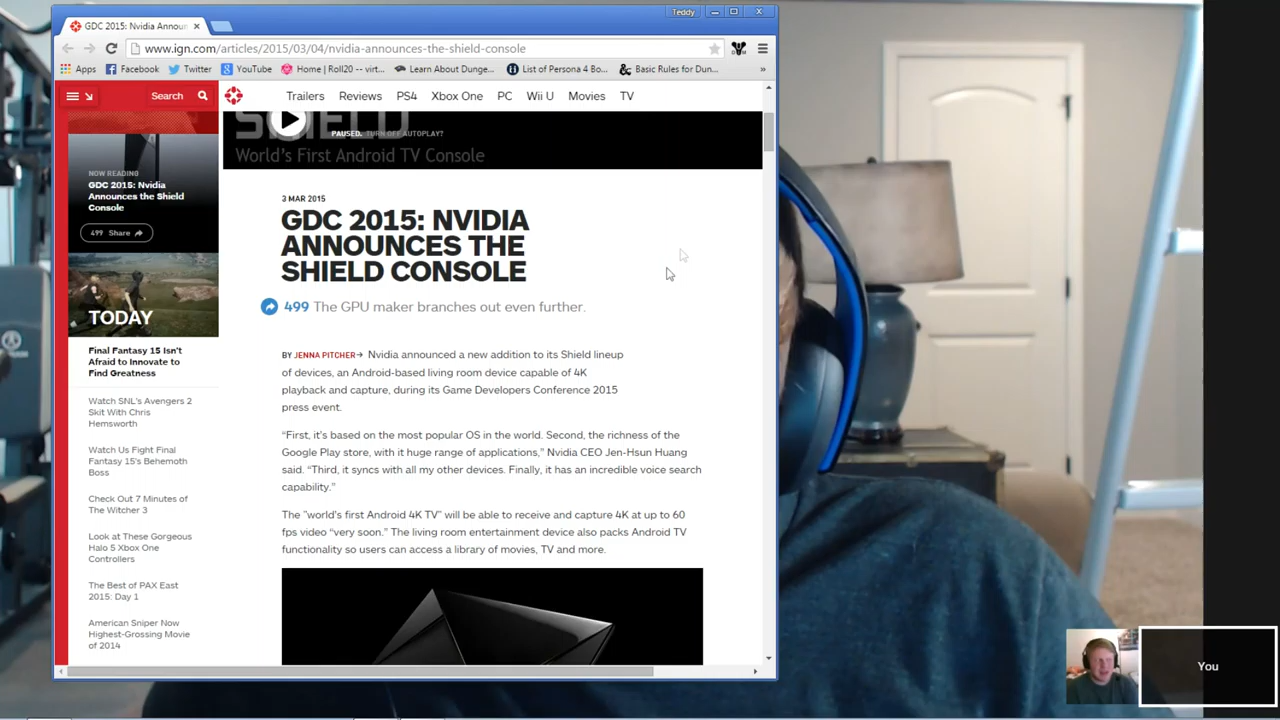 Teddy
GDC 2015: Nvidia Announ
www.ign.com/articles/2015/03/04/nvidia-announces-the-shield-console
Apps Facebook Twitter YouTube Home | Roll20 -- virt... Learn About Dunge... List of Persona 4 Bo... Basic Rules for Dun... »
Search
Trailers Reviews PS4 Xbox One PC Wii U Movies TV
SHIELD
PAUSED. TURN OFF AUTOPLAY?
World's First Android TV Console
NOW READING
GDC 2015: Nvidia
Announces the Shield
Console
499 Share
TODAY
Final Fantasy 15 Isn't
Afraid to Innovate to
Find Greatness
Watch SNL's Avengers 2
Skit With Chris
Hemsworth
Watch Us Fight Final
Fantasy 15's Behemoth
Boss
Check Out 7 Minutes of
The Witcher 3
Look at These Gorgeous
Halo 5 Xbox One
Controllers
The Best of PAX East
2015: Day 1
American Sniper Now
Highest-Grossing Movie
of 2014
3 MAR 2015
GDC 2015: NVIDIA
ANNOUNCES THE
SHIELD CONSOLE
499 The GPU maker branches out even further.
BY JENNA PITCHER Nvidia announced a new addition to its Shield lineup
of devices, an Android-based living room device capable of 4K
playback and capture, during its Game Developers Conference 2015
press event.
“First, it's based on the most popular OS in the world. Second, the richness of the
Google Play store, with it huge range of applications,” Nvidia CEO Jen-Hsun Huang
said. “Third, it syncs with all my other devices. Finally, it has an incredible voice search
capability.”
The "world's first Android 4K TV" will be able to receive and capture 4K at up to 60
fps video “very soon.” The living room entertainment device also packs Android TV
functionality so users can access a library of movies, TV and more.
You